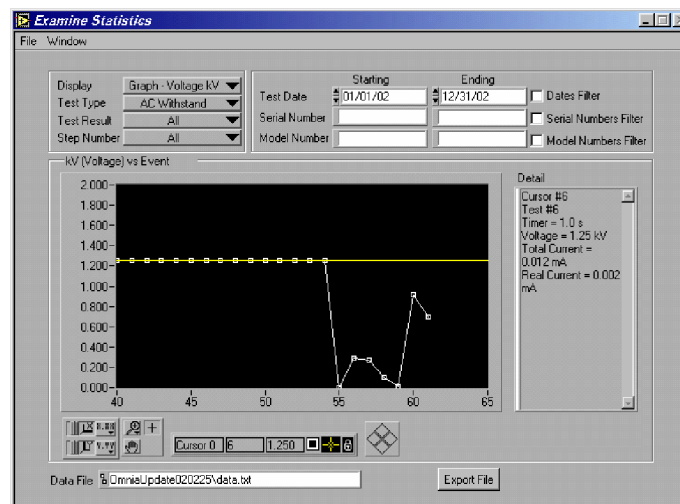 Examine Statistics
File Window
Starting Ending
Display Graph - Voltage kV
Test Type AC Withstand
Test Result All
Step Number All
Test Date 01/01/02 12/31/02 Dates Filter
Serial Number Serial Numbers Filter
Model Number Model Numbers Filter
kV (Voltage) vs Event
2.000
1.800
1.600
1.400
1.200
1.000
0.800
0.600
0.400
0.200
0.000
40 45 50 55 60 65
Detail
Cursor #6
Test #6
Timer = 1.0 s
Voltage = 1.25 kV
Total Current =
0.012 mA
Real Current = 0.002
mA
X X.XX
Y Y.YY
Cursor 0 6 1.250
Data File OmniaUpdate020225\data.txt
Export File